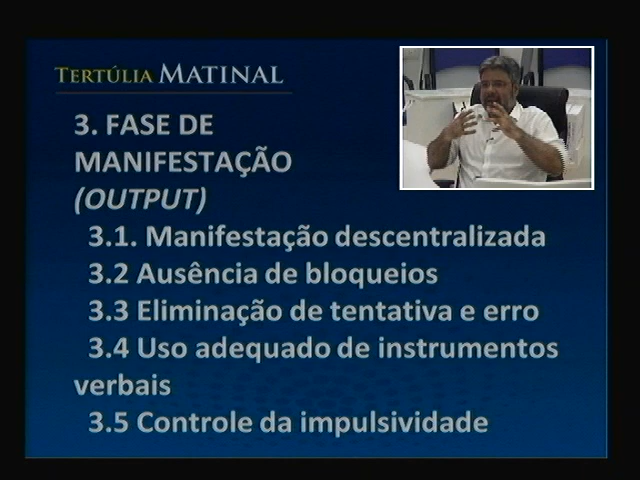 TERTÚLIA MATINAL
3. FASE DE
MANIFESTAÇÃO
(OUTPUT)
3.1. Manifestação descentralizada
3.2 Ausência de bloqueios
3.3 Eliminação de tentativa e erro
3.4 Uso adequado de instrumentos
verbais
3.5 Controle da impulsividade